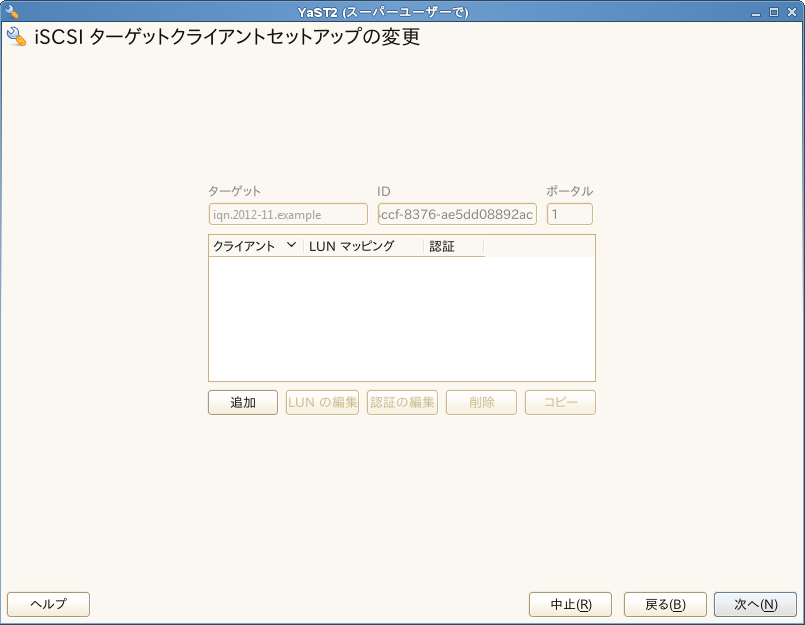 YaST2 (スーパーユーザーで)
iSCSI ターゲットクライアントセットアップの変更
ターゲット ID ポータル
iqn.2012-11.example ccf-8376-ae5dd08892ac 1
クライアント LUN マッピング 認証
追加 LUN の編集 認証の編集 削除 コピー
ヘルプ 中止(R) 戻る(B) 次へ(N)